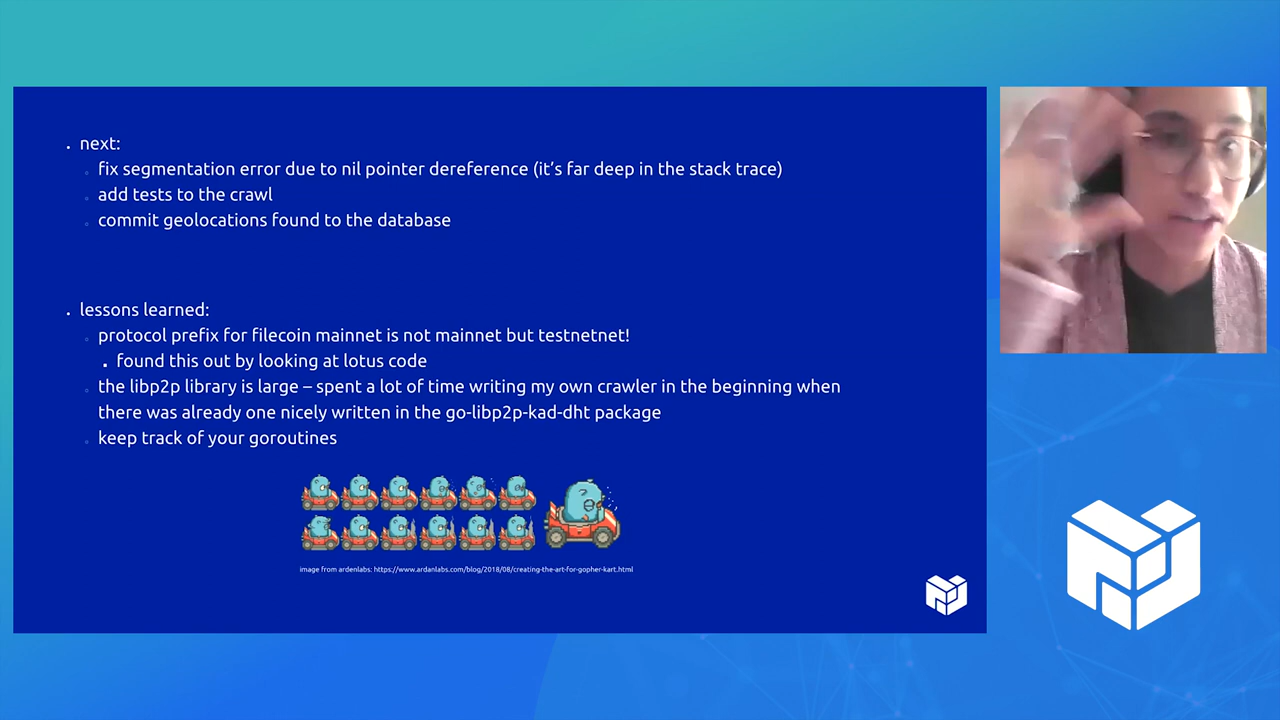 next:
fix segmentation error due to nil pointer dereference (it’s far deep in the stack trace)
add tests to the crawl
commit geolocations found to the database
lessons learned:
protocol prefix for filecoin mainnet is not mainnet but testnetnet!
found this out by looking at lotus code
the libp2p library is large – spent a lot of time writing my own crawler in the beginning when
there was already one nicely written in the go-libp2p-kad-dht package
keep track of your goroutines
image from ardenlabs: https://www.ardanlabs.com/blog/2018/08/creating-the-art-for-gopher-kart.html